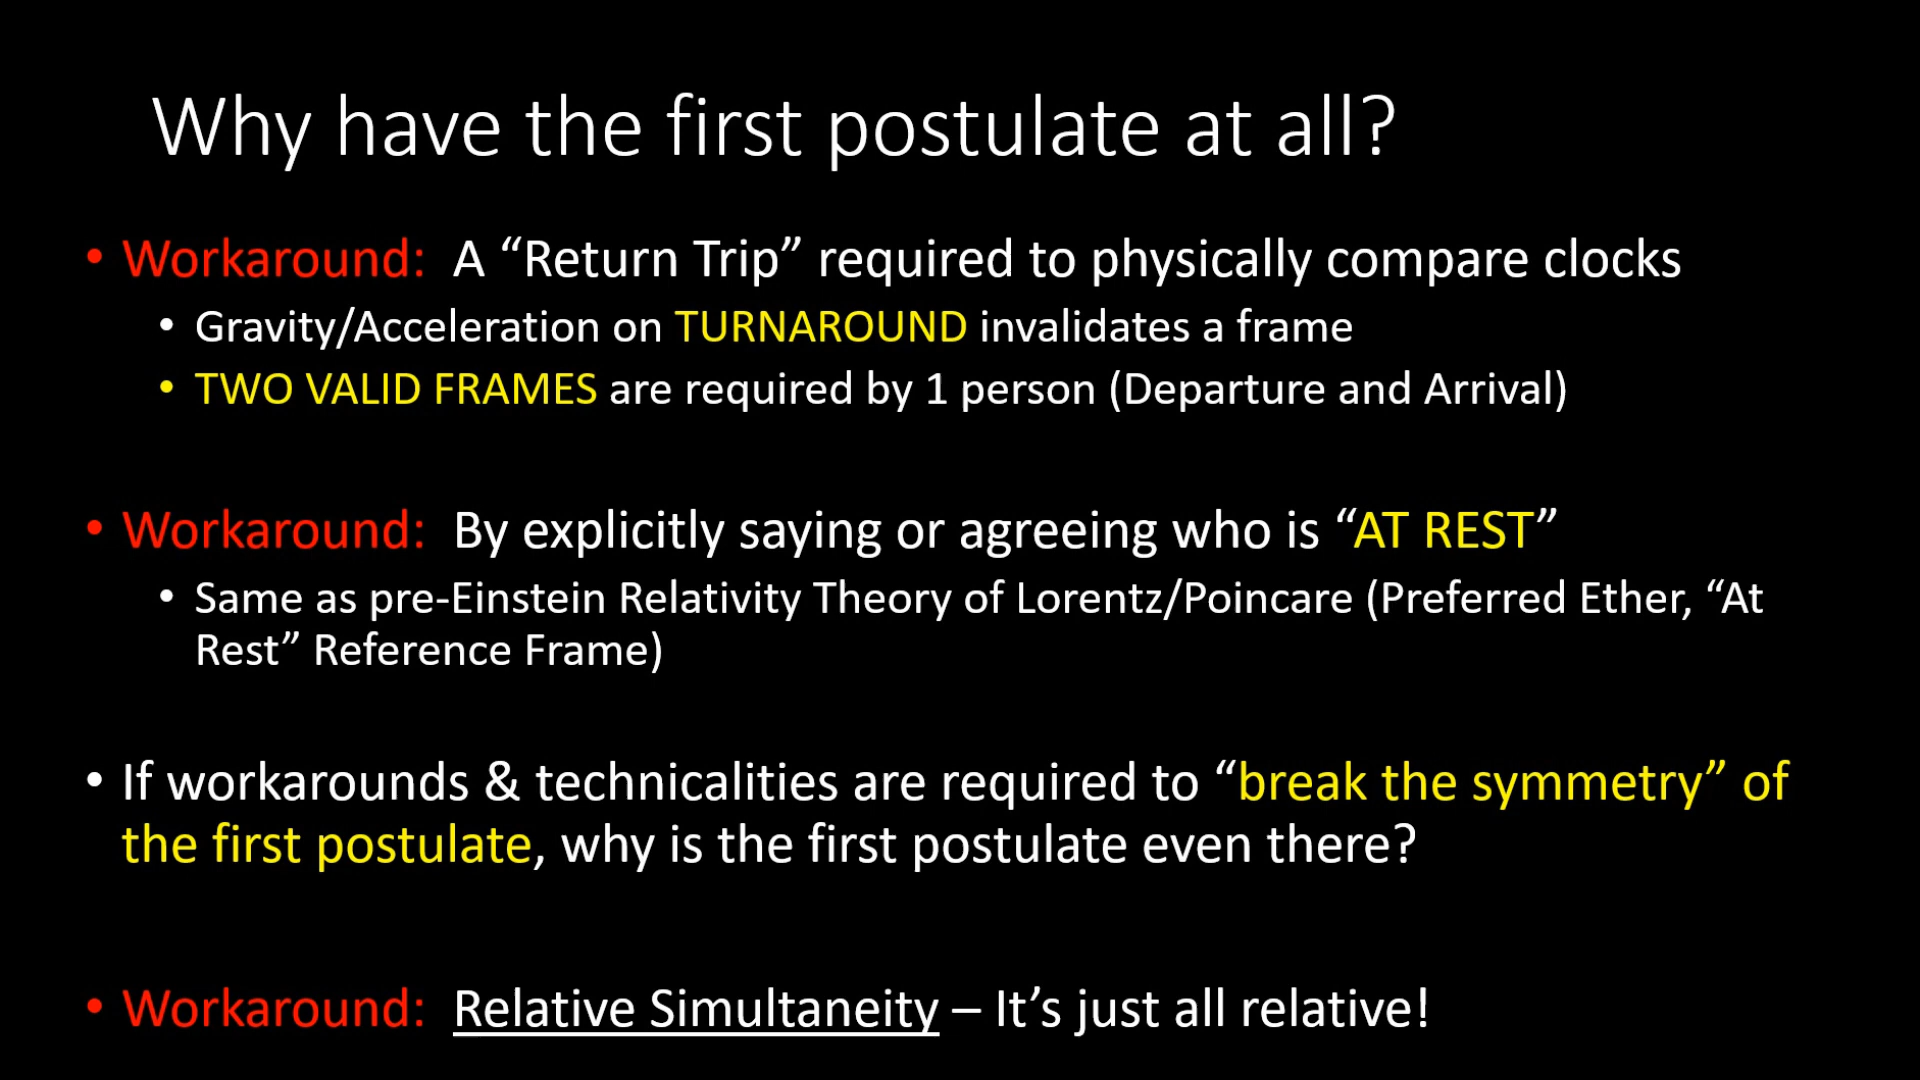 Why have the first postulate at all?
• Workaround: A “Return Trip” required to physically compare clocks
• Gravity/Acceleration on TURNAROUND invalidates a frame
• TWO VALID FRAMES are required by 1 person (Departure and Arrival)
• Workaround: By explicitly saying or agreeing who is “AT REST”
• Same as pre-Einstein Relativity Theory of Lorentz/Poincare (Preferred Ether, “At
Rest” Reference Frame)
• If workarounds & technicalities are required to “break the symmetry” of
the first postulate, why is the first postulate even there?
• Workaround: Relative Simultaneity – It’s just all relative!